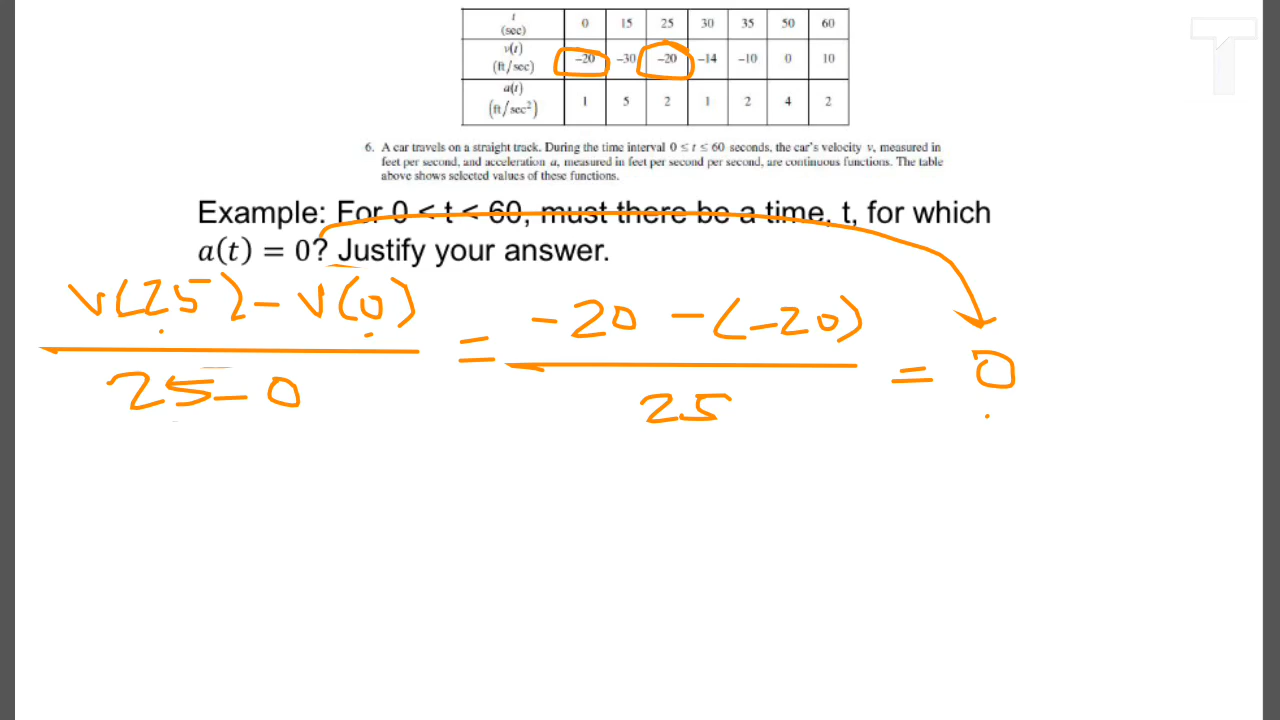 t
(sec) 0 15 25 30 35 50 60
v(t)
(ft/sec) −20 −30 −20 −14 −10 0 10
a(t)
(ft/sec²) 1 5 2 1 2 4 2
6. A car travels on a straight track. During the time interval 0 ≤ t ≤ 60 seconds, the car's velocity v, measured in
feet per second, and acceleration a, measured in feet per second per second, are continuous functions. The table
above shows selected values of these functions.
Example: For 0 < t < 60, must there be a time, t, for which
a(t) = 0? Justify your answer.
v(25) − v(0) −20 − (−20)
= = 0
25 − 0 25
T